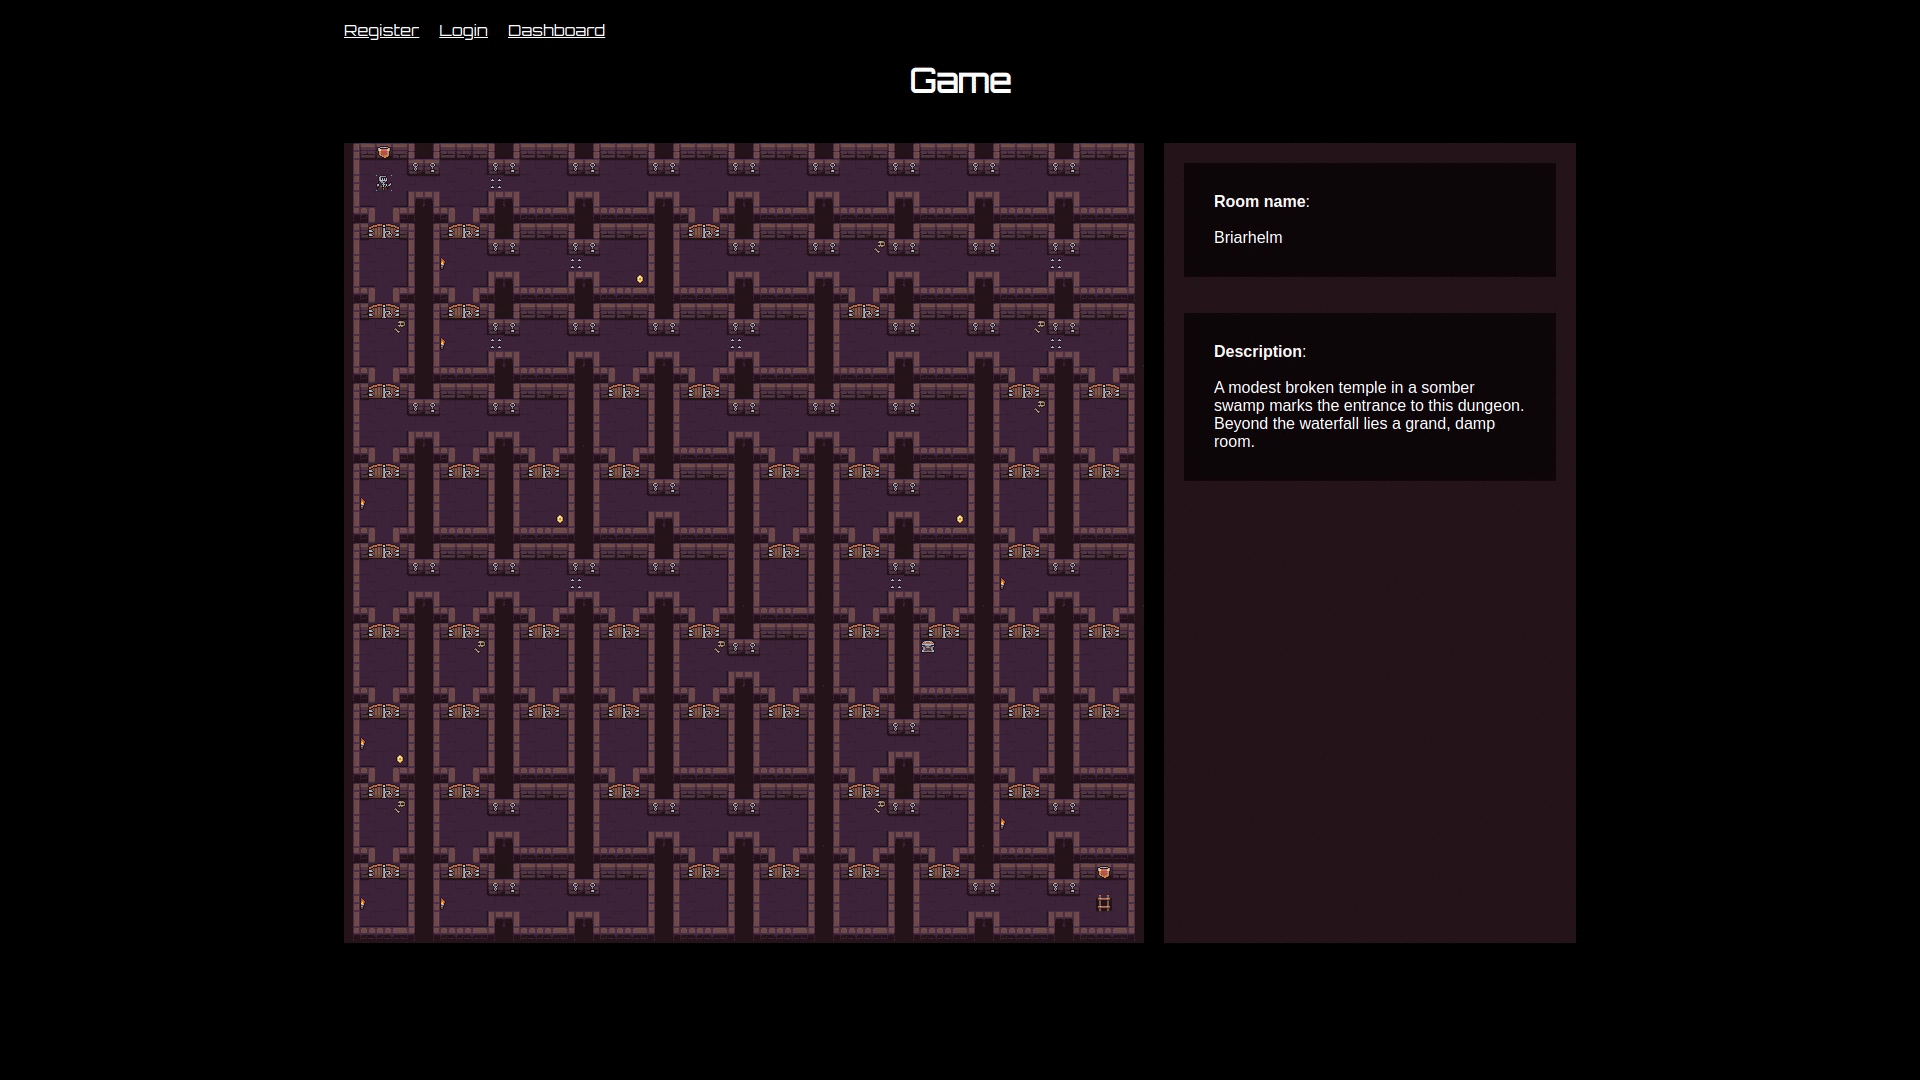 Register Login Dashboard
Game
Room name:
Briarhelm
Description:
A modest broken temple in a somber
swamp marks the entrance to this dungeon.
Beyond the waterfall lies a grand, damp
room.